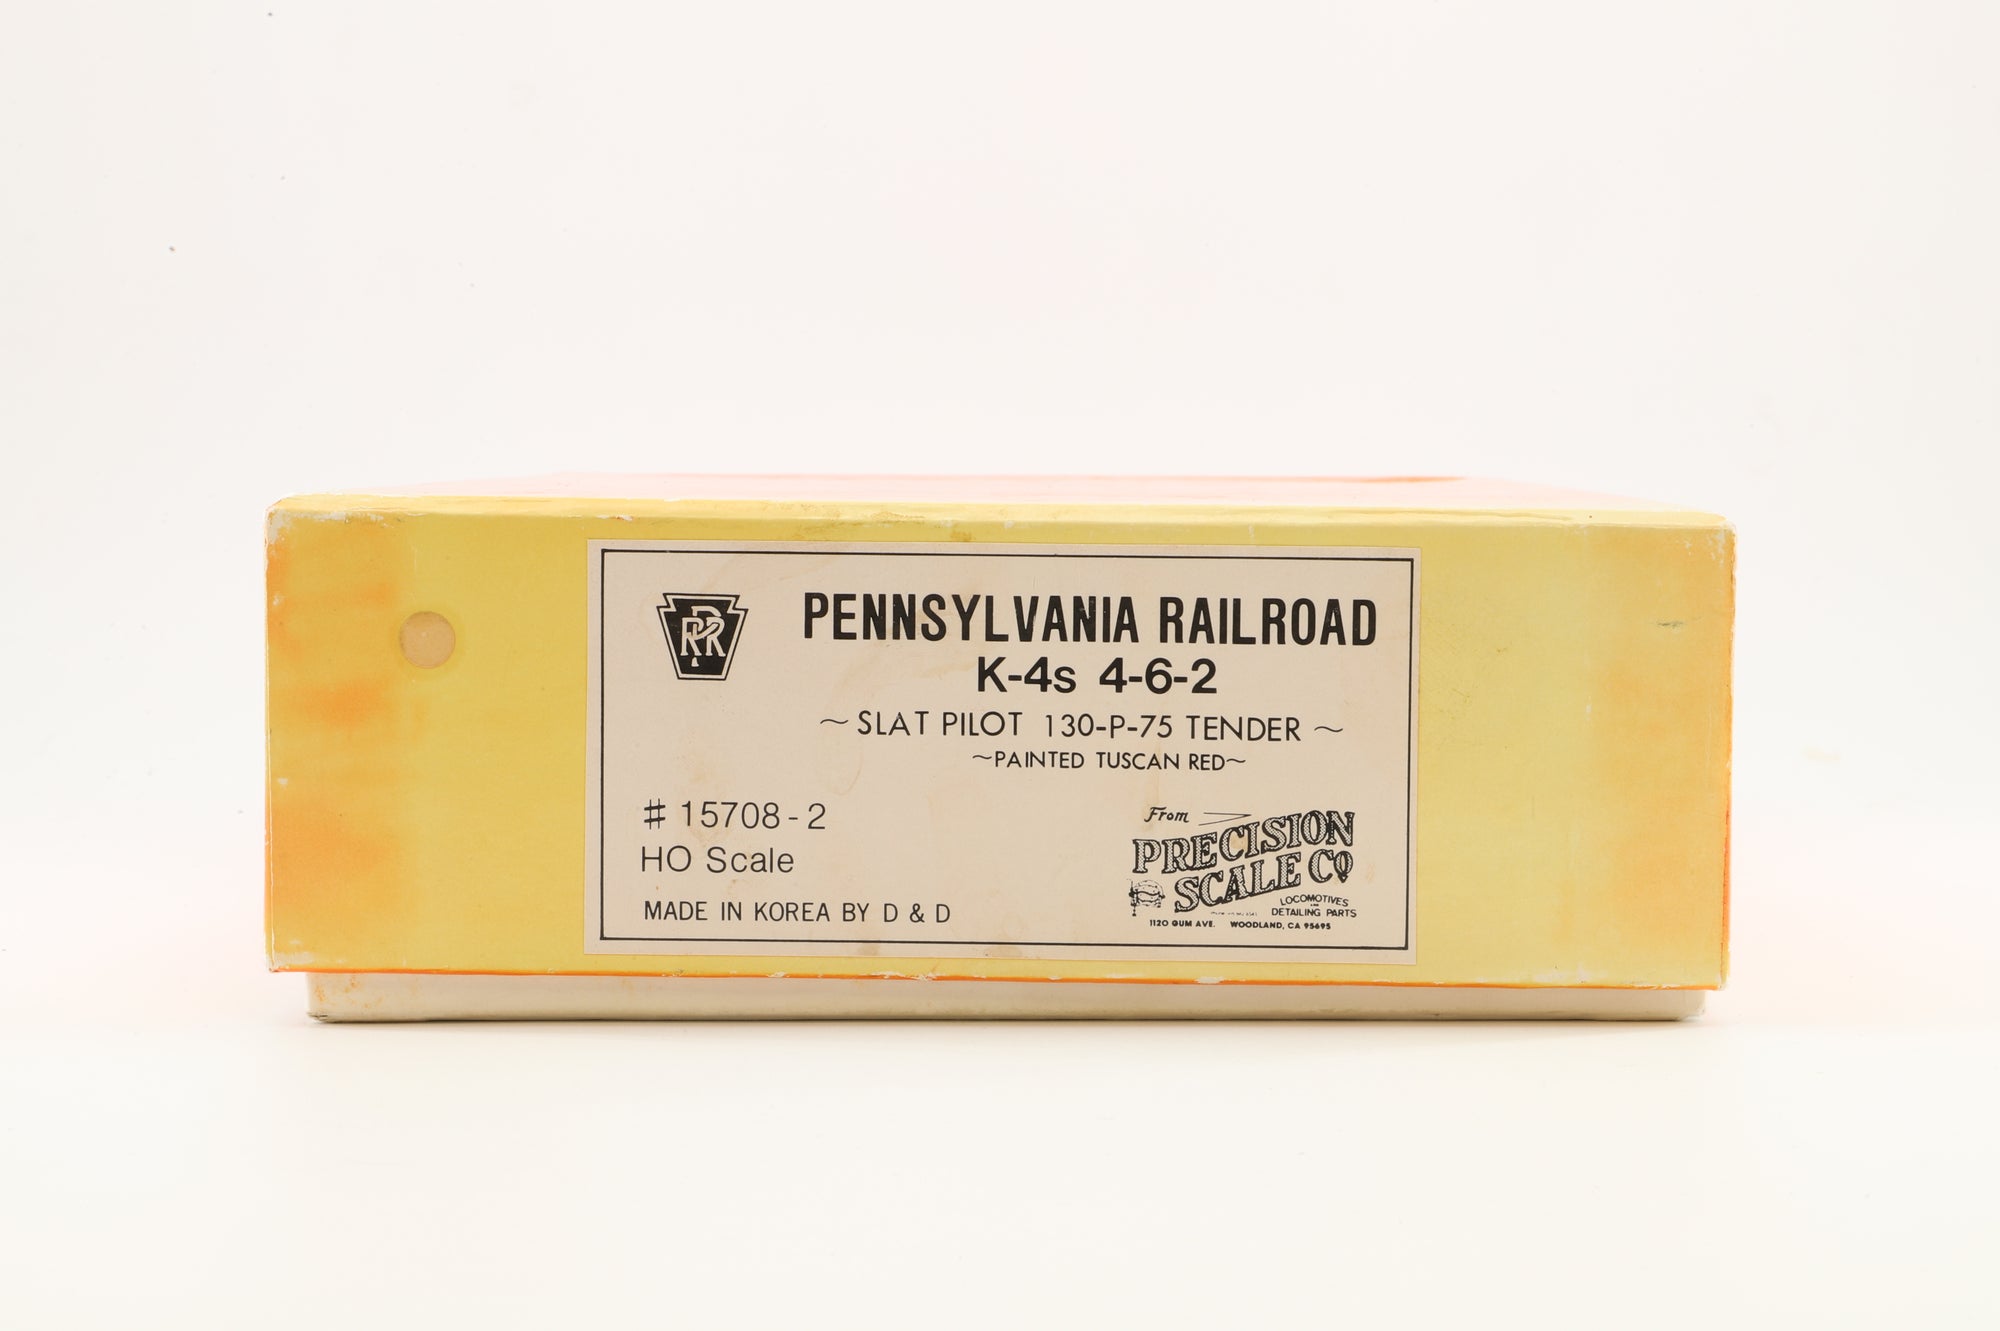 PRR
PENNSYLVANIA RAILROAD
K-4s 4-6-2
~ SLAT PILOT 130-P-75 TENDER ~
~PAINTED TUSCAN RED~
# 15708-2
HO Scale
MADE IN KOREA BY D & D
From
PRECISION
SCALE CO
LOCOMOTIVES
DETAILING PARTS
1120 GUM AVE. WOODLAND, CA 95695